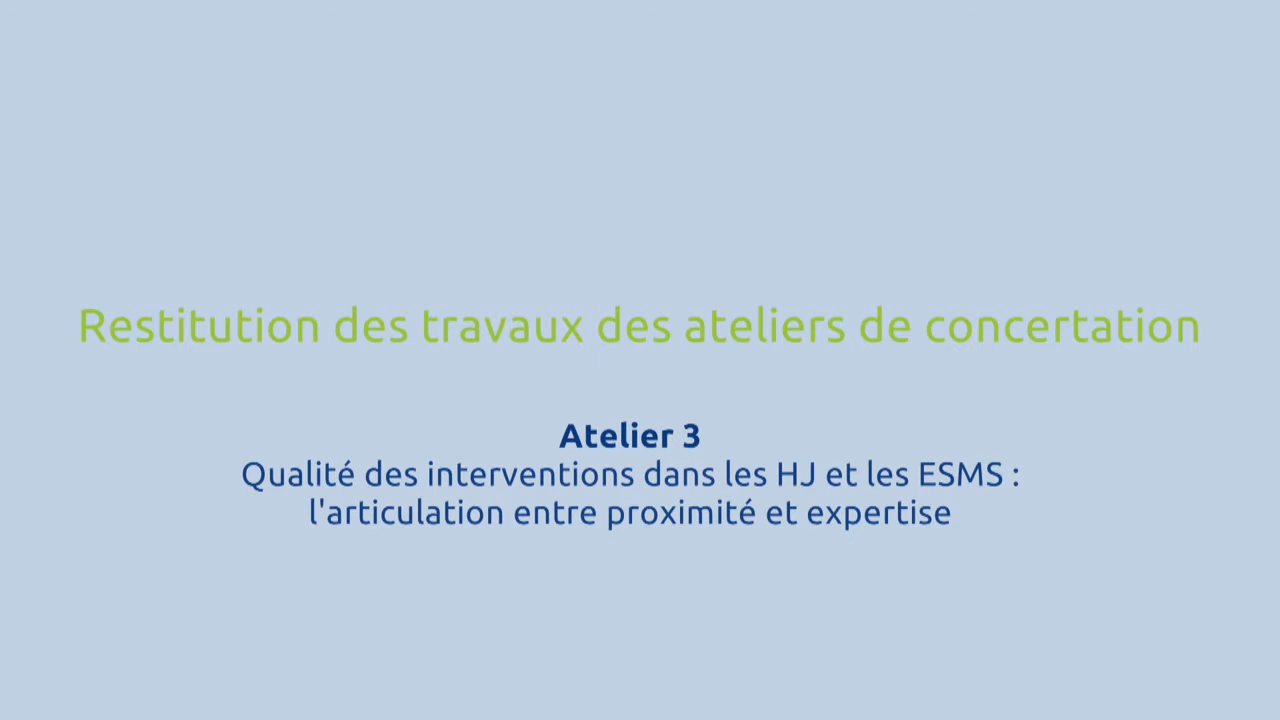 Restitution des travaux des ateliers de concertation
Atelier 3
Qualité des interventions dans les HJ et les ESMS :
l'articulation entre proximité et expertise